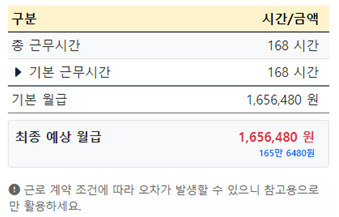 구분 시간/금액
총 근무시간 168 시간
▶ 기본 근무시간 168 시간
기본 월급 1,656,480 원
최종 예상 월급 1,656,480 원
165만 6480원
! 근로 계약 조건에 따라 오차가 발생할 수 있으니 참고용으로
만 활용하세요.